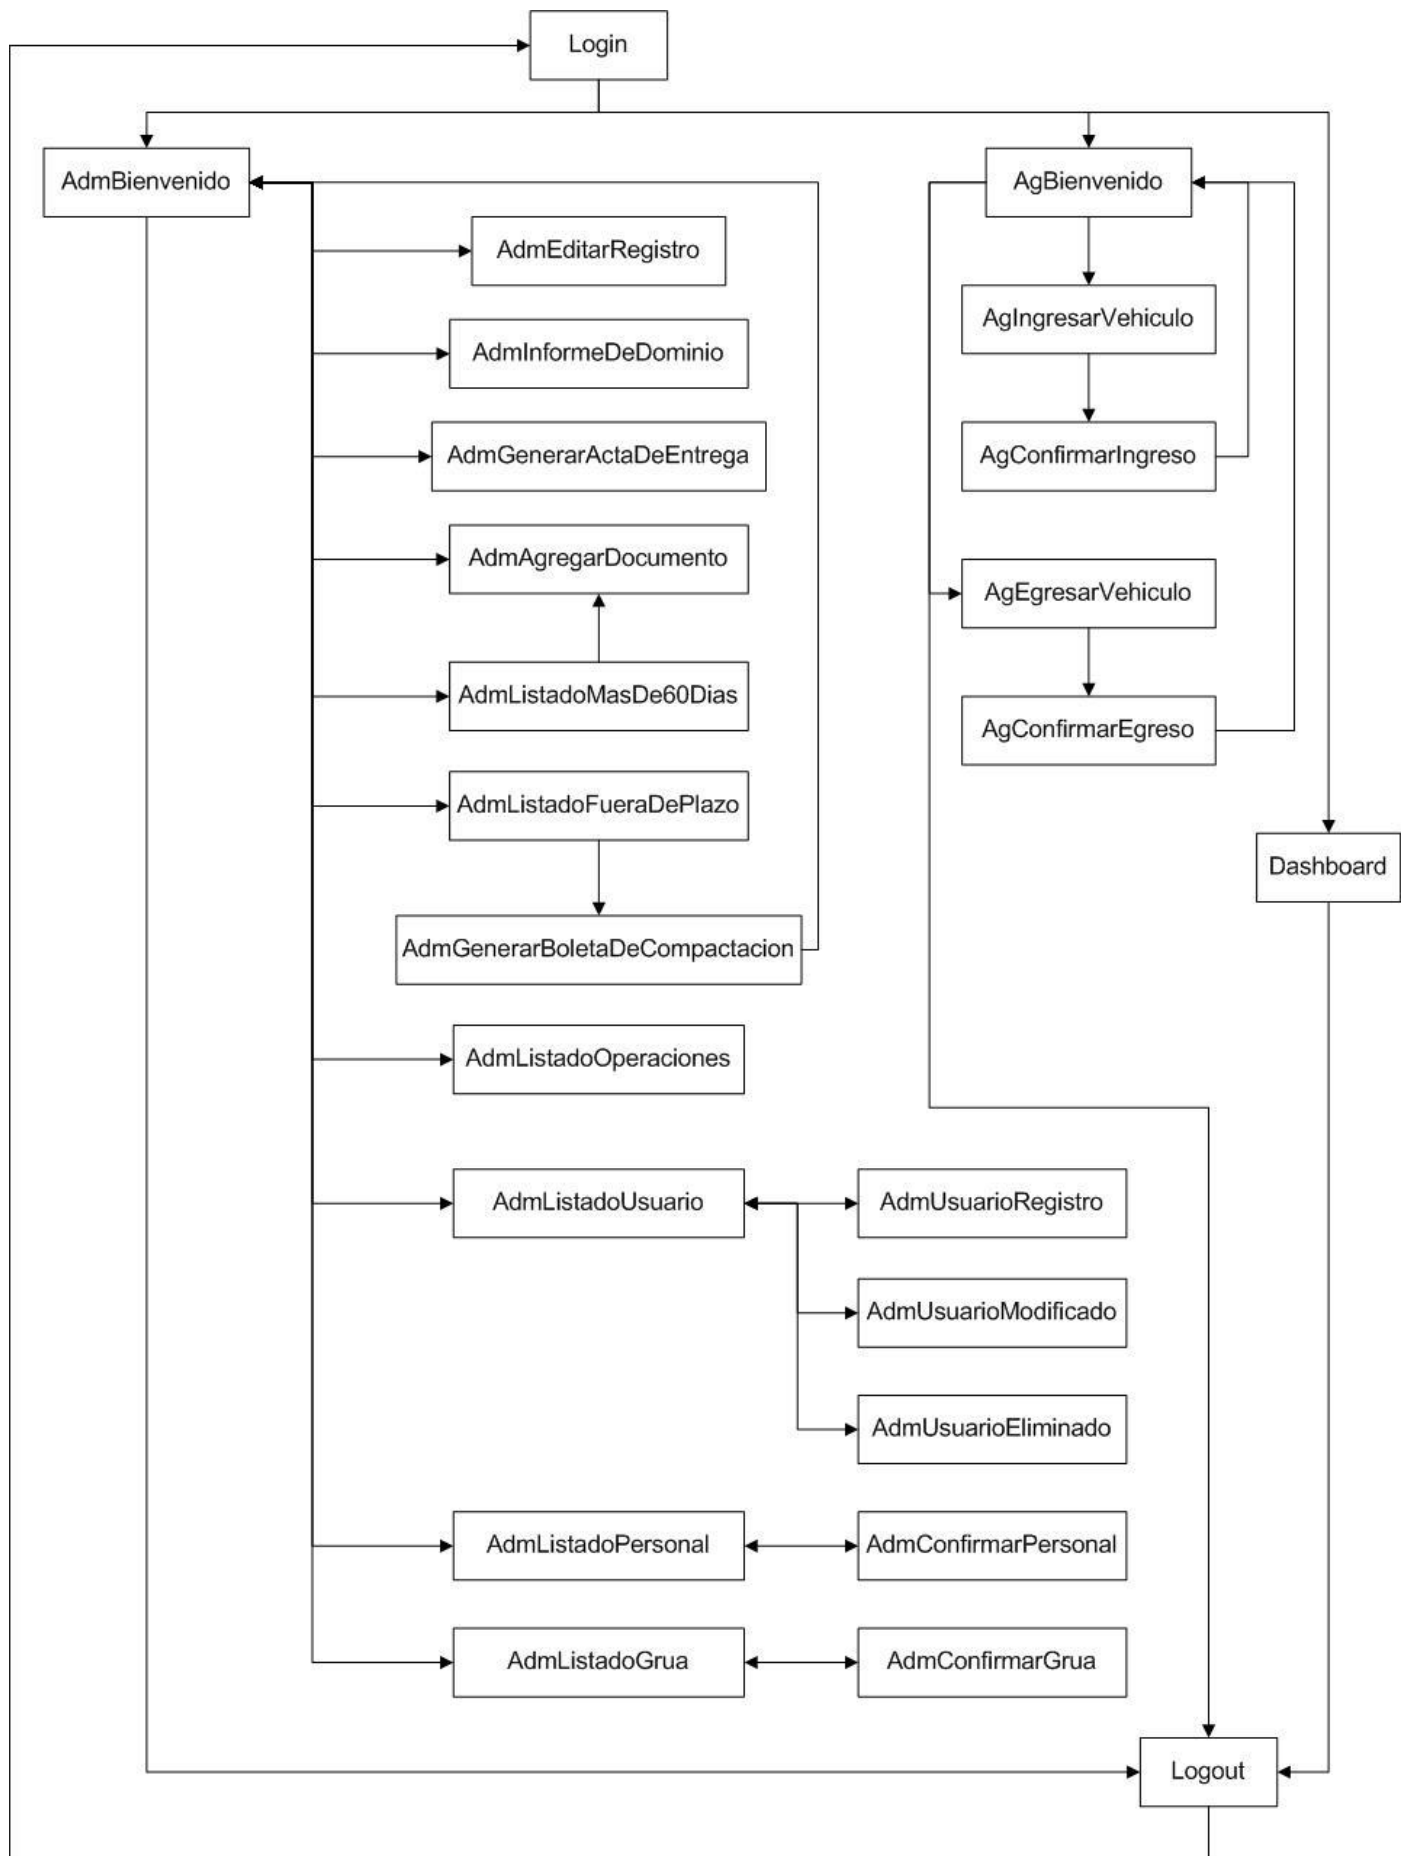 Login
AdmBienvenido
AgBienvenido
AdmEditarRegistro
AgIngresarVehiculo
AdmInformeDeDominio
AdmGenerarActaDeEntrega
AgConfirmarIngreso
AdmAgregarDocumento
AgEgresarVehiculo
AdmListadoMasDe60Dias
AgConfirmarEgreso
AdmListadoFueraDePlazo
Dashboard
AdmGenerarBoletaDeCompactacion
AdmListadoOperaciones
AdmListadoUsuario
AdmUsuarioRegistro
AdmUsuarioModificado
AdmUsuarioEliminado
AdmListadoPersonal
AdmConfirmarPersonal
AdmListadoGrua
AdmConfirmarGrua
Logout